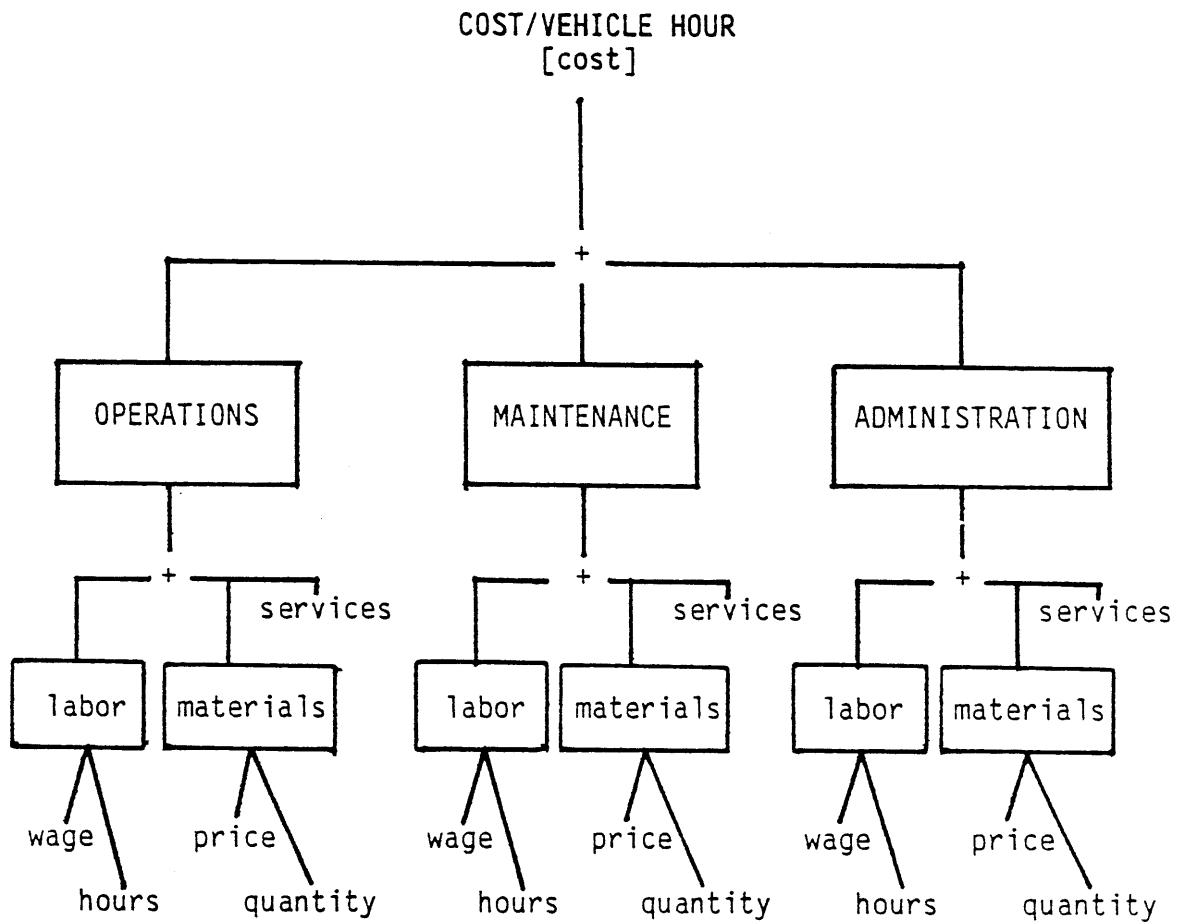 COST/VEHICLE HOUR
[cost]
+
OPERATIONS MAINTENANCE ADMINISTRATION
+ + +
services services services
labor materials labor materials labor materials
wage price wage price wage price
hours quantity hours quantity hours quantity